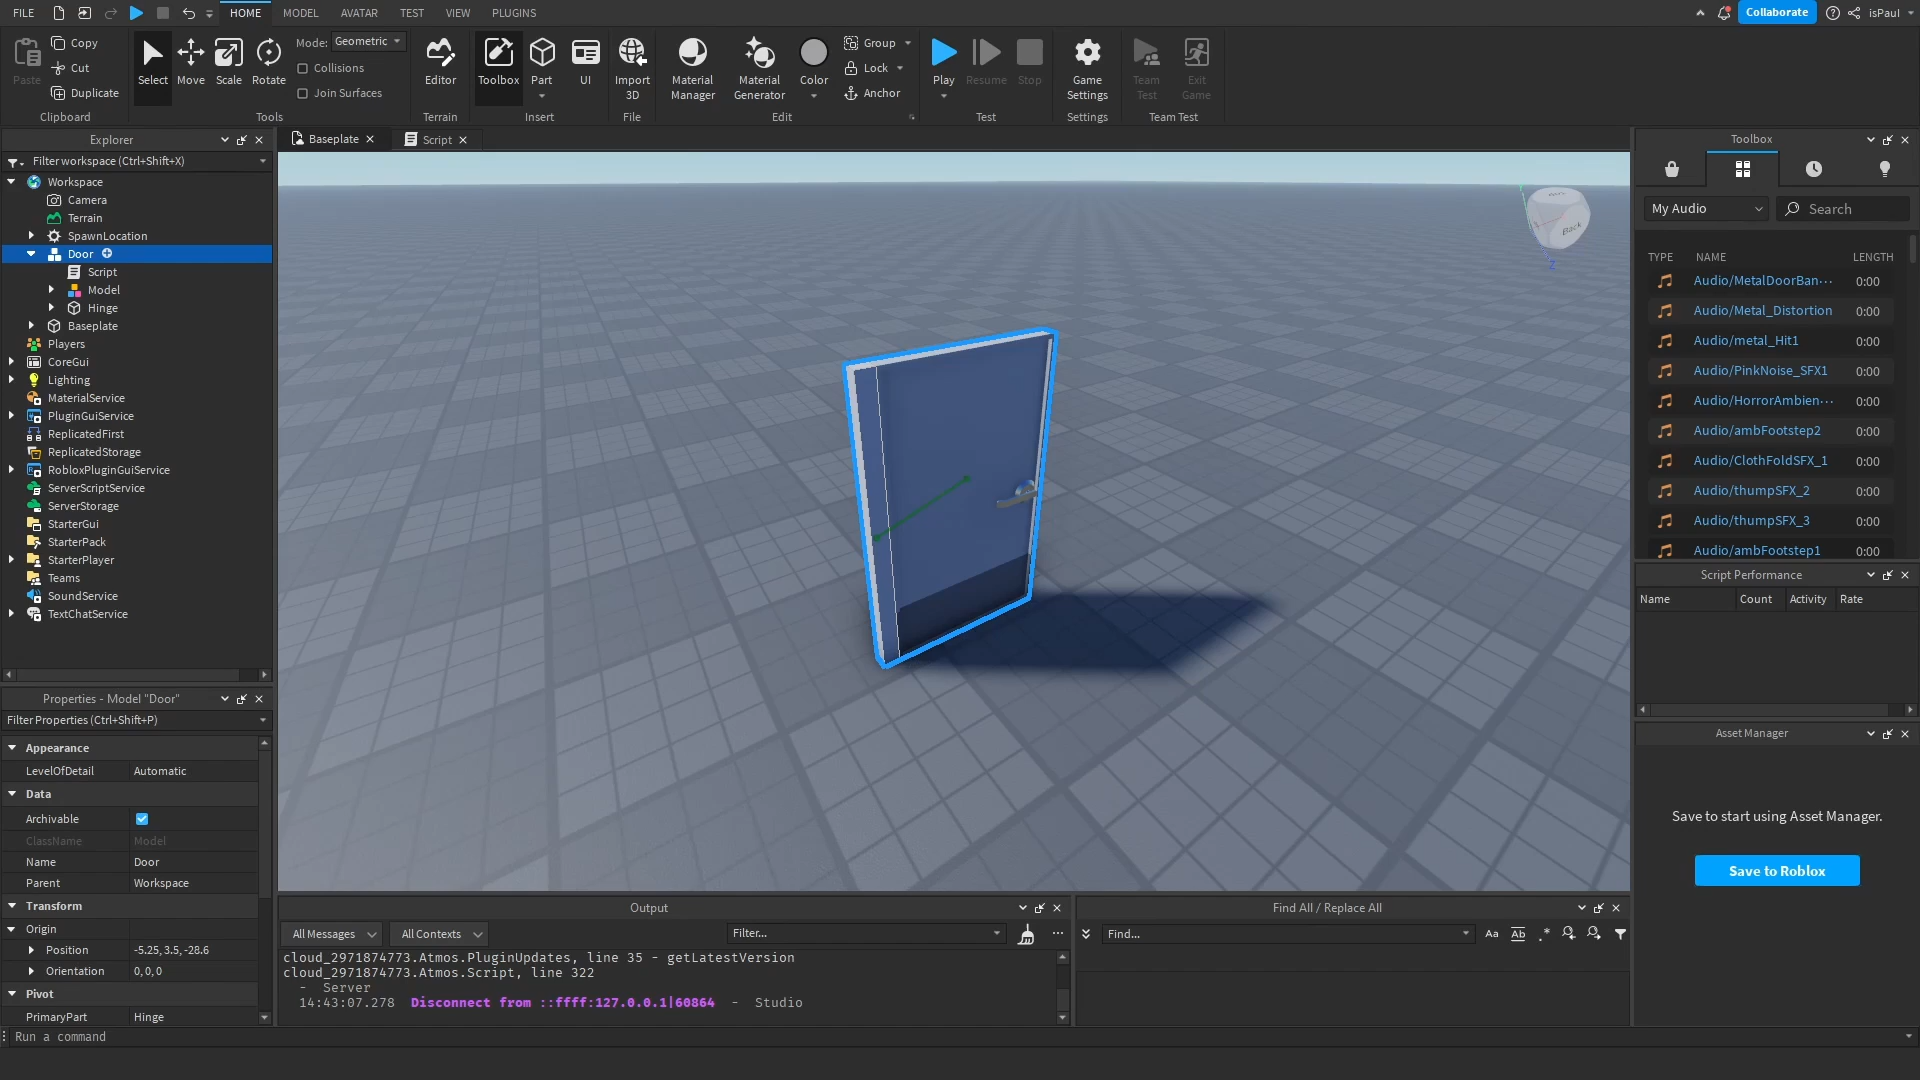 FILE
HOME
MODEL
AVATAR
TEST
VIEW
PLUGINS
Collaborate
isPaul
Paste
Copy
Cut
Duplicate
Clipboard
Select
Move
Scale
Rotate
Mode: Geometric
Collisions
Join Surfaces
Tools
Editor
Terrain
Toolbox
Part
UI
Insert
Import
3D
File
Material
Manager
Material
Generator
Color
Group
Lock
Anchor
Edit
Play
Resume
Stop
Test
Game
Settings
Settings
Team
Test
Exit
Game
Team Test
Explorer
Filter workspace (Ctrl+Shift+X)
Workspace
Camera
Terrain
SpawnLocation
Door
Script
Model
Hinge
Baseplate
Players
CoreGui
Lighting
MaterialService
PluginGuiService
ReplicatedFirst
ReplicatedStorage
RobloxPluginGuiService
ServerScriptService
ServerStorage
StarterGui
StarterPack
StarterPlayer
Teams
SoundService
TextChatService
Properties - Model "Door"
Filter Properties (Ctrl+Shift+P)
Appearance
LevelOfDetail Automatic
Data
Archivable
ClassName Model
Name Door
Parent Workspace
Transform
Origin
Position -5.25, 3.5, -28.6
Orientation 0, 0, 0
Pivot
PrimaryPart Hinge
Run a command
Baseplate
Script
Back
Y
Z
Output
All Messages
All Contexts
Filter...
cloud_2971874773.Atmos.PluginUpdates, line 35 - getLatestVersion
cloud_2971874773.Atmos.Script, line 322
- Server
14:43:07.278 Disconnect from ::ffff:127.0.0.1|60864 - Studio
Find All / Replace All
Find...
Aa
Ab
.*
Toolbox
My Audio
Search
TYPE NAME LENGTH
Audio/MetalDoorBan··· 0:00
Audio/Metal_Distortion 0:00
Audio/metal_Hit1 0:00
Audio/PinkNoise_SFX1 0:00
Audio/HorrorAmbien··· 0:00
Audio/ambFootstep2 0:00
Audio/ClothFoldSFX_1 0:00
Audio/thumpSFX_2 0:00
Audio/thumpSFX_3 0:00
Audio/ambFootstep1 0:00
Script Performance
Name Count Activity Rate
Asset Manager
Save to start using Asset Manager.
Save to Roblox